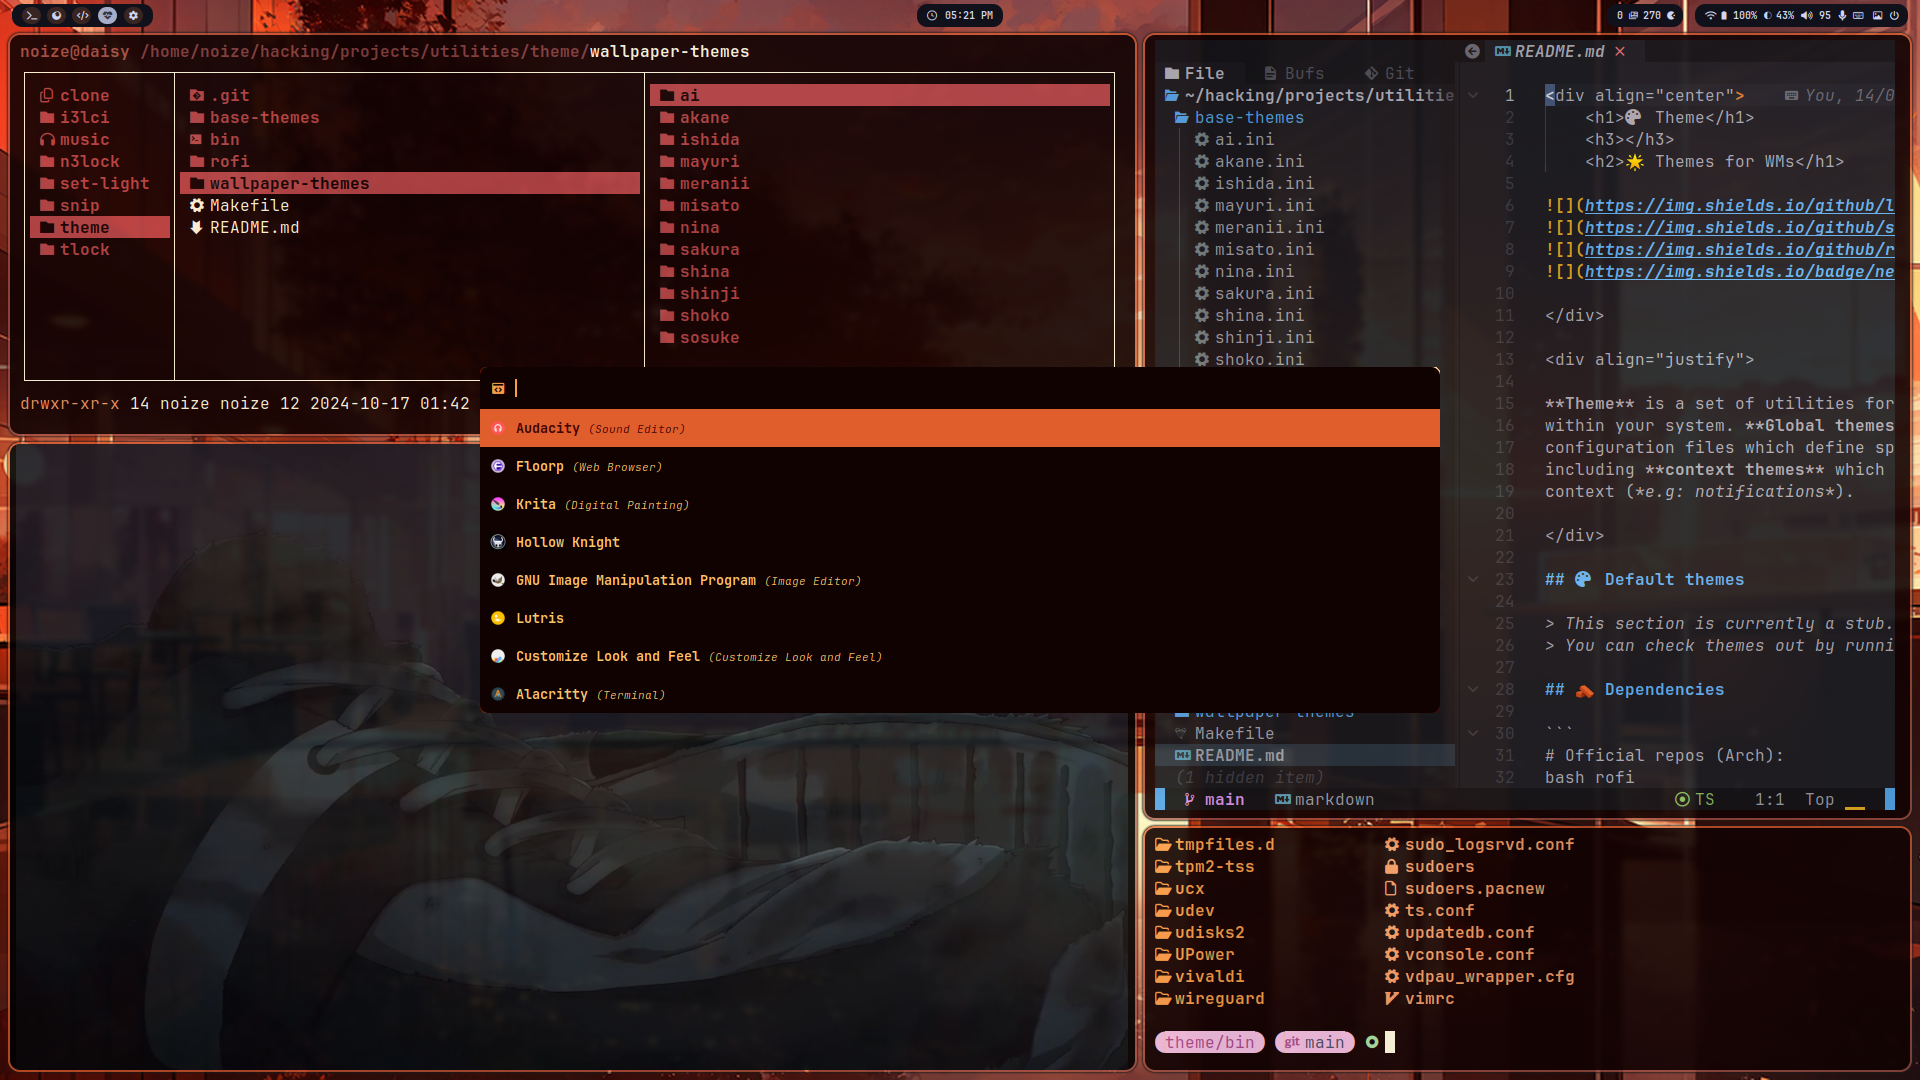 05:21 PM
0 270
100% 43% 95
noize@daisy /home/noize/hacking/projects/utilities/theme/wallpaper-themes
clone
i3lci
music
n3lock
set-light
snip
theme
tlock
.git
base-themes
bin
rofi
wallpaper-themes
Makefile
README.md
ai
akane
ishida
mayuri
meranii
misato
nina
sakura
shina
shinji
shoko
sosuke
drwxr-xr-x 14 noize noize 12 2024-10-17 01:42
Audacity (Sound Editor)
Floorp (Web Browser)
Krita (Digital Painting)
Hollow Knight
GNU Image Manipulation Program (Image Editor)
Lutris
Customize Look and Feel (Customize Look and Feel)
Alacritty (Terminal)
File Bufs Git
~/hacking/projects/utilitie
base-themes
ai.ini
akane.ini
ishida.ini
mayuri.ini
meranii.ini
misato.ini
nina.ini
sakura.ini
shina.ini
shinji.ini
shoko.ini
wallpaper-themes
Makefile
README.md
(1 hidden item)
README.md
1 <div align="center"> You, 14/0
2 <h1>🎨 Theme</h1>
3 <h3></h3>
4 <h2>🌟 Themes for WMs</h1>
5
6 ![](https://img.shields.io/github/l
7 ![](https://img.shields.io/github/s
8 ![](https://img.shields.io/github/r
9 ![](https://img.shields.io/badge/ne
10
11 </div>
12
13 <div align="justify">
14
15 **Theme** is a set of utilities for
16 within your system. **Global themes
17 configuration files which define sp
18 including **context themes** which
19 context (*e.g: notifications*).
20
21 </div>
22
23 ## 🎨 Default themes
24
25 > This section is currently a stub.
26 > You can check themes out by runni
27
28 ## 🧱 Dependencies
29
30 ```
31 # Official repos (Arch):
32 bash rofi
main markdown TS 1:1 Top
tmpfiles.d sudo_logsrvd.conf
tpm2-tss sudoers
ucx sudoers.pacnew
udev ts.conf
udisks2 updatedb.conf
UPower vconsole.conf
vivaldi vdpau_wrapper.cfg
wireguard vimrc
theme/bin git main